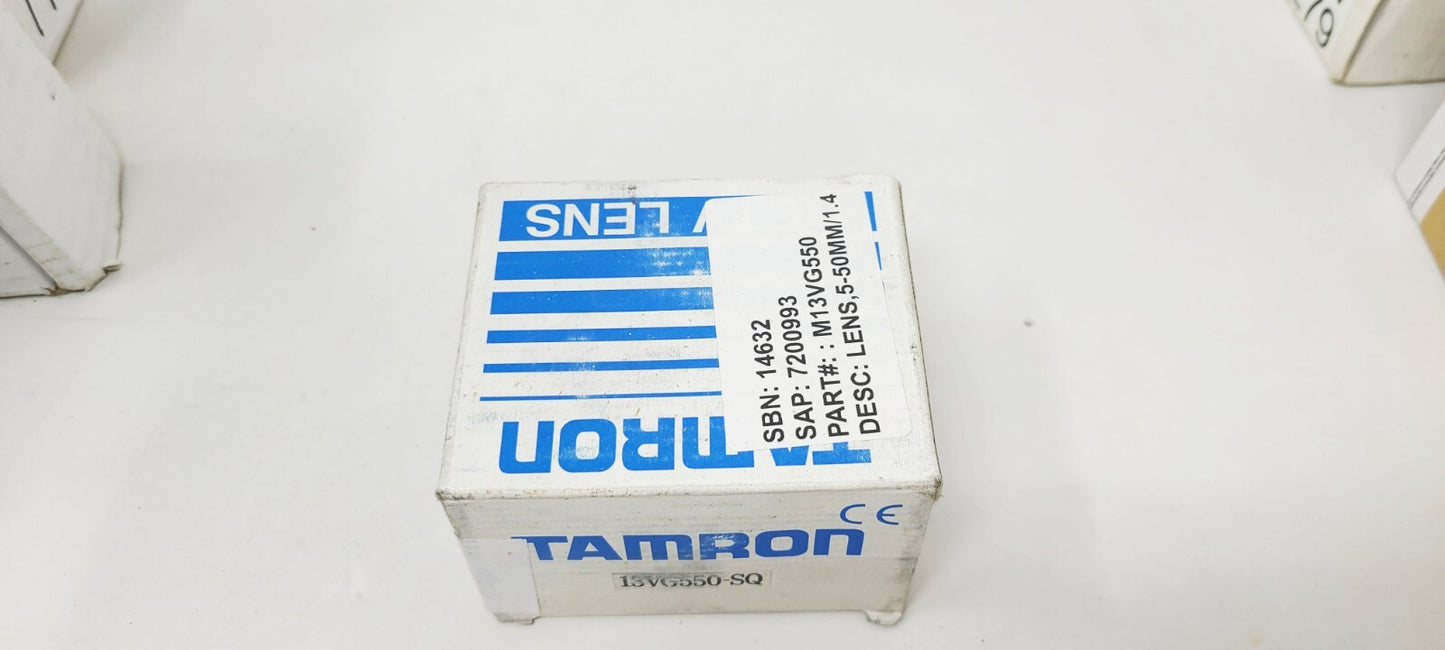 LENS
TAMRON
SBN: 14632
SAP: 7200993
PART#: : M13VG550
DESC: LENS,5-50MM/1.4
CE
TAMRON
13VG550-SQ